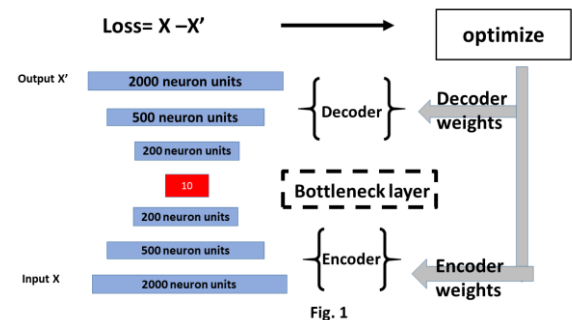 Loss= X –X'
optimize
Output X'
2000 neuron units
500 neuron units
Decoder
Decoder
weights
200 neuron units
10
Bottleneck layer
200 neuron units
500 neuron units
Encoder
Encoder
weights
Input X
2000 neuron units
Fig. 1